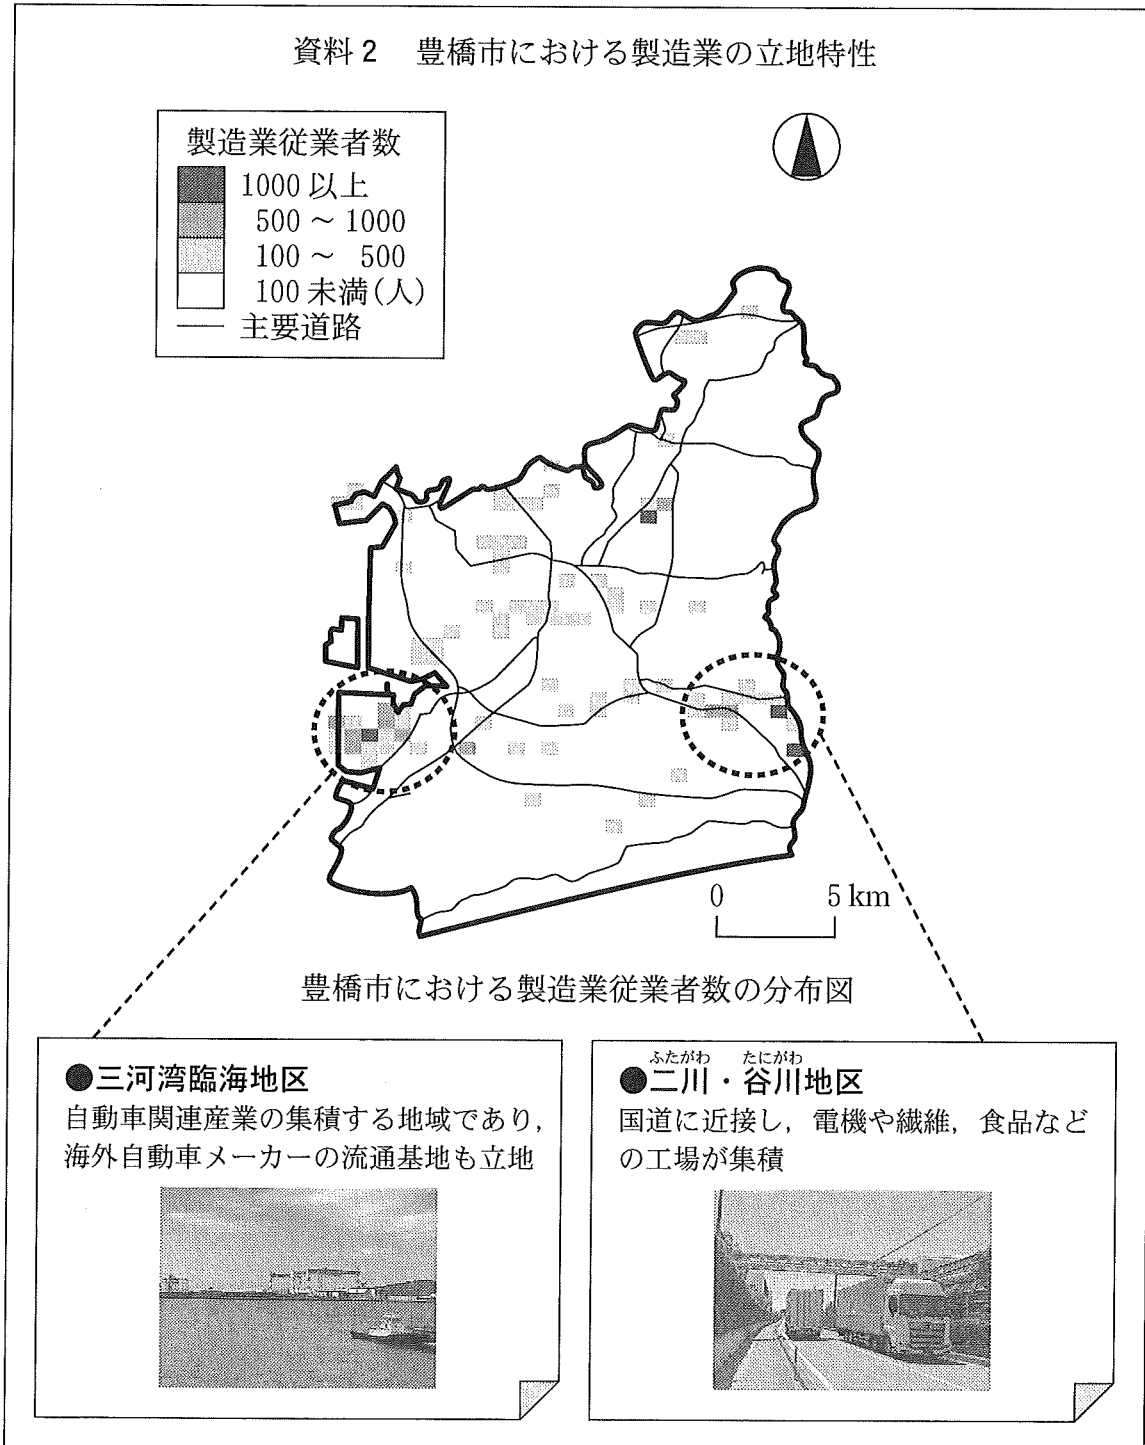 資料2　豊橋市における製造業の立地特性
製造業従業者数
1000以上
500～1000
100～500
100未満(人)
主要道路
0　5 km
豊橋市における製造業従業者数の分布図
●三河湾臨海地区
自動車関連産業の集積する地域であり，
海外自動車メーカーの流通基地も立地
ふたがわ　たにがわ
●二川・谷川地区
国道に近接し，電機や繊維，食品など
の工場が集積